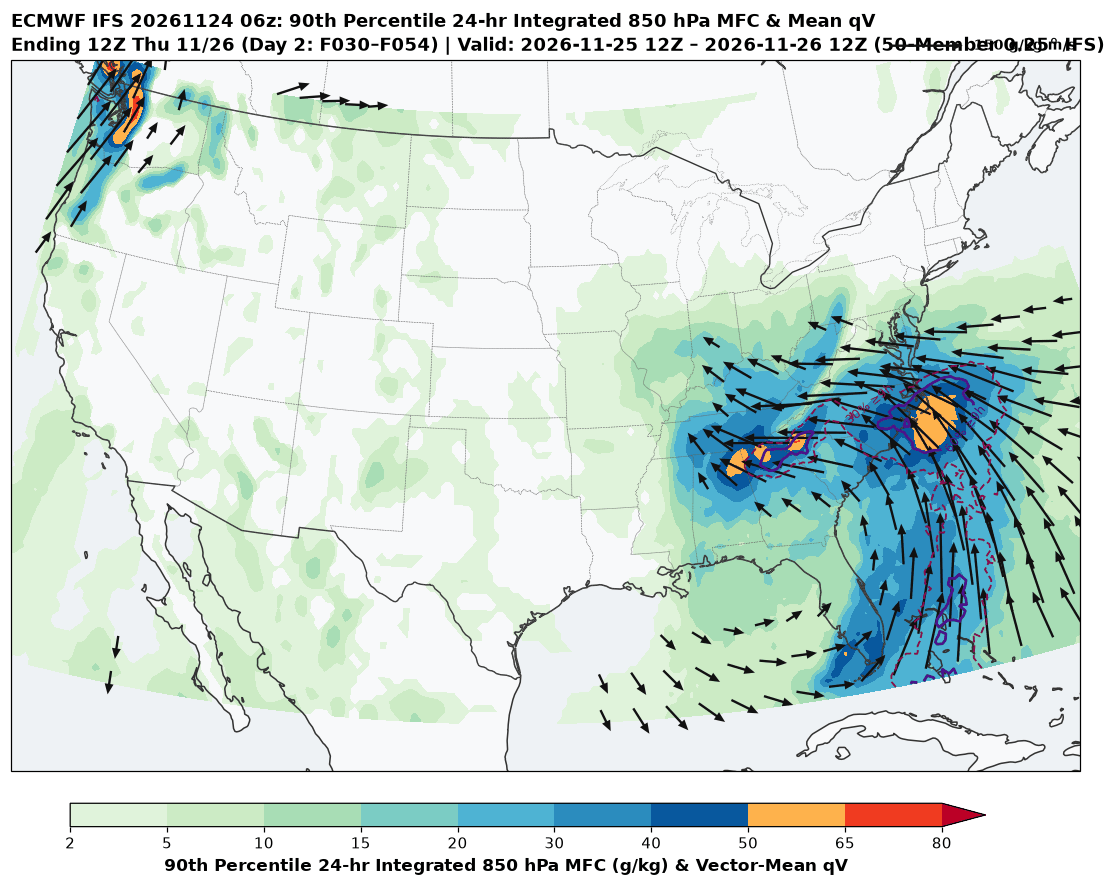 ECMWF IFS 20261124 06z: 90th Percentile 24-hr Integrated 850 hPa MFC & Mean qV
Ending 12Z Thu 11/26 (Day 2: F030–F054) | Valid: 2026-11-25 12Z – 2026-11-26 12Z (50-Member 0.25° IFS)
2 5 10 15 20 30 40 50 65 80
90th Percentile 24-hr Integrated 850 hPa MFC (g/kg) & Vector-Mean qV